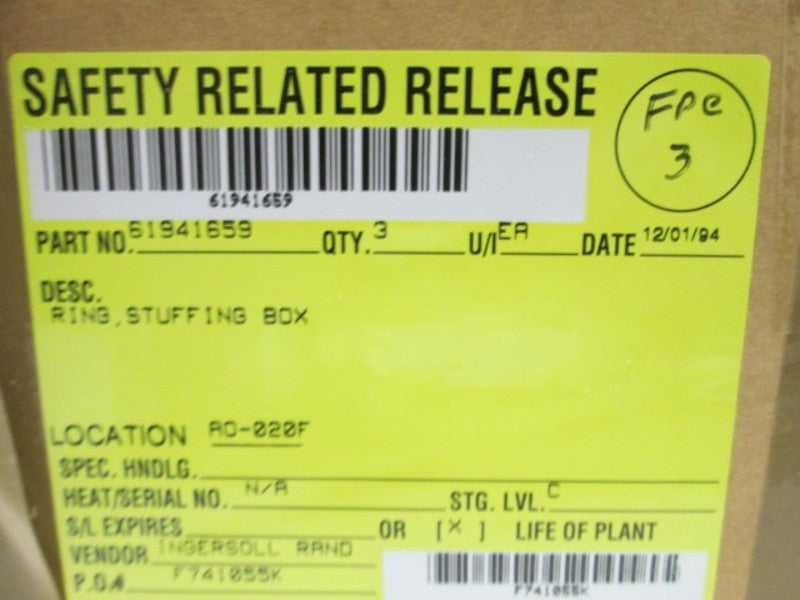 SAFETY RELATED RELEASE
FPC
3
61941659
PART NO. 61941659 QTY. 3 U/I EA DATE 12/01/94
DESC.
RING, STUFFING BOX
LOCATION AO-020F
SPEC. HNDLG.
HEAT/SERIAL NO. N/A STG. LVL. C
S/L EXPIRES OR [X] LIFE OF PLANT
VENDOR INGERSOLL RAND
P.O.# F741055K
F741055K